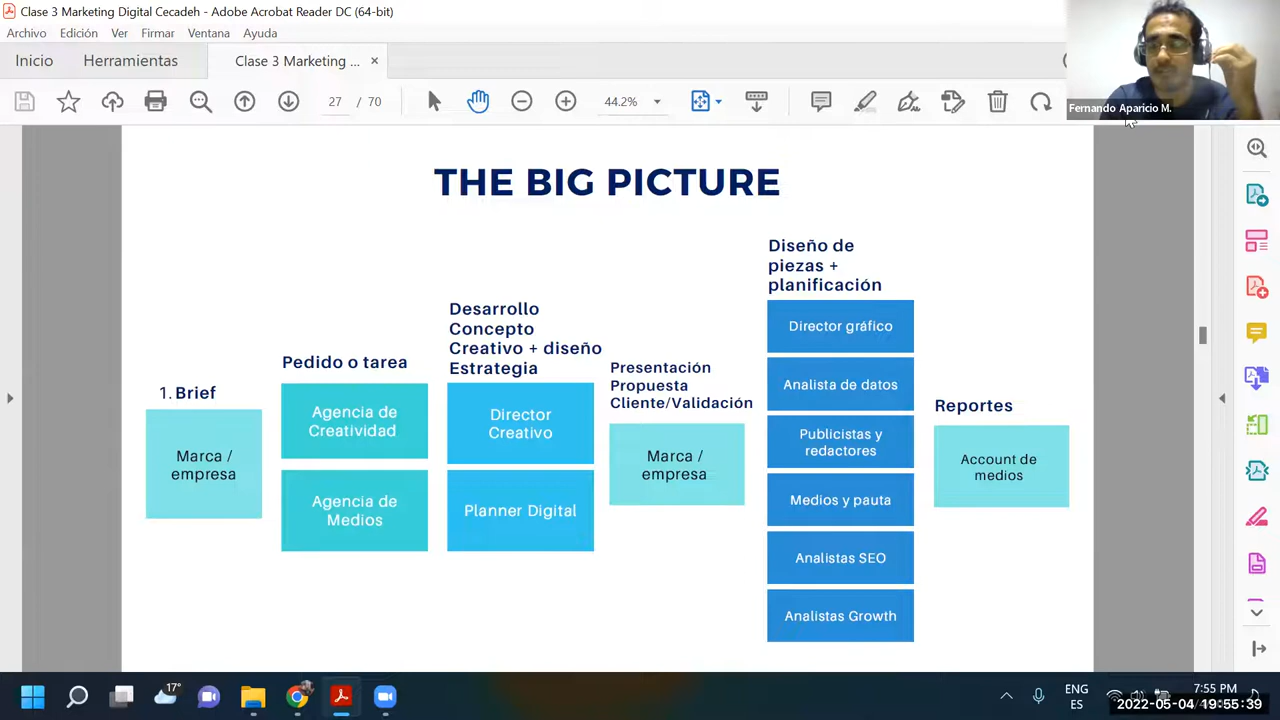 Clase 3 Marketing Digital Cecadeh - Adobe Acrobat Reader DC (64-bit)
Archivo Edición Ver Firmar Ventana Ayuda
Inicio Herramientas Clase 3 Marketing ... ×
27 / 70 44.2%
Fernando Aparicio M.
THE BIG PICTURE
1. Brief
Marca /
empresa
Pedido o tarea
Agencia de
Creatividad
Agencia de
Medios
Desarrollo
Concepto
Creativo + diseño
Estrategia
Director
Creativo
Planner Digital
Presentación
Propuesta
Cliente/Validación
Marca /
empresa
Diseño de
piezas +
planificación
Director gráfico
Analista de datos
Publicistas y
redactores
Medios y pauta
Analistas SEO
Analistas Growth
Reportes
Account de
medios
17°
ENG
ES
7:55 PM
2022-05-04 19:55:39